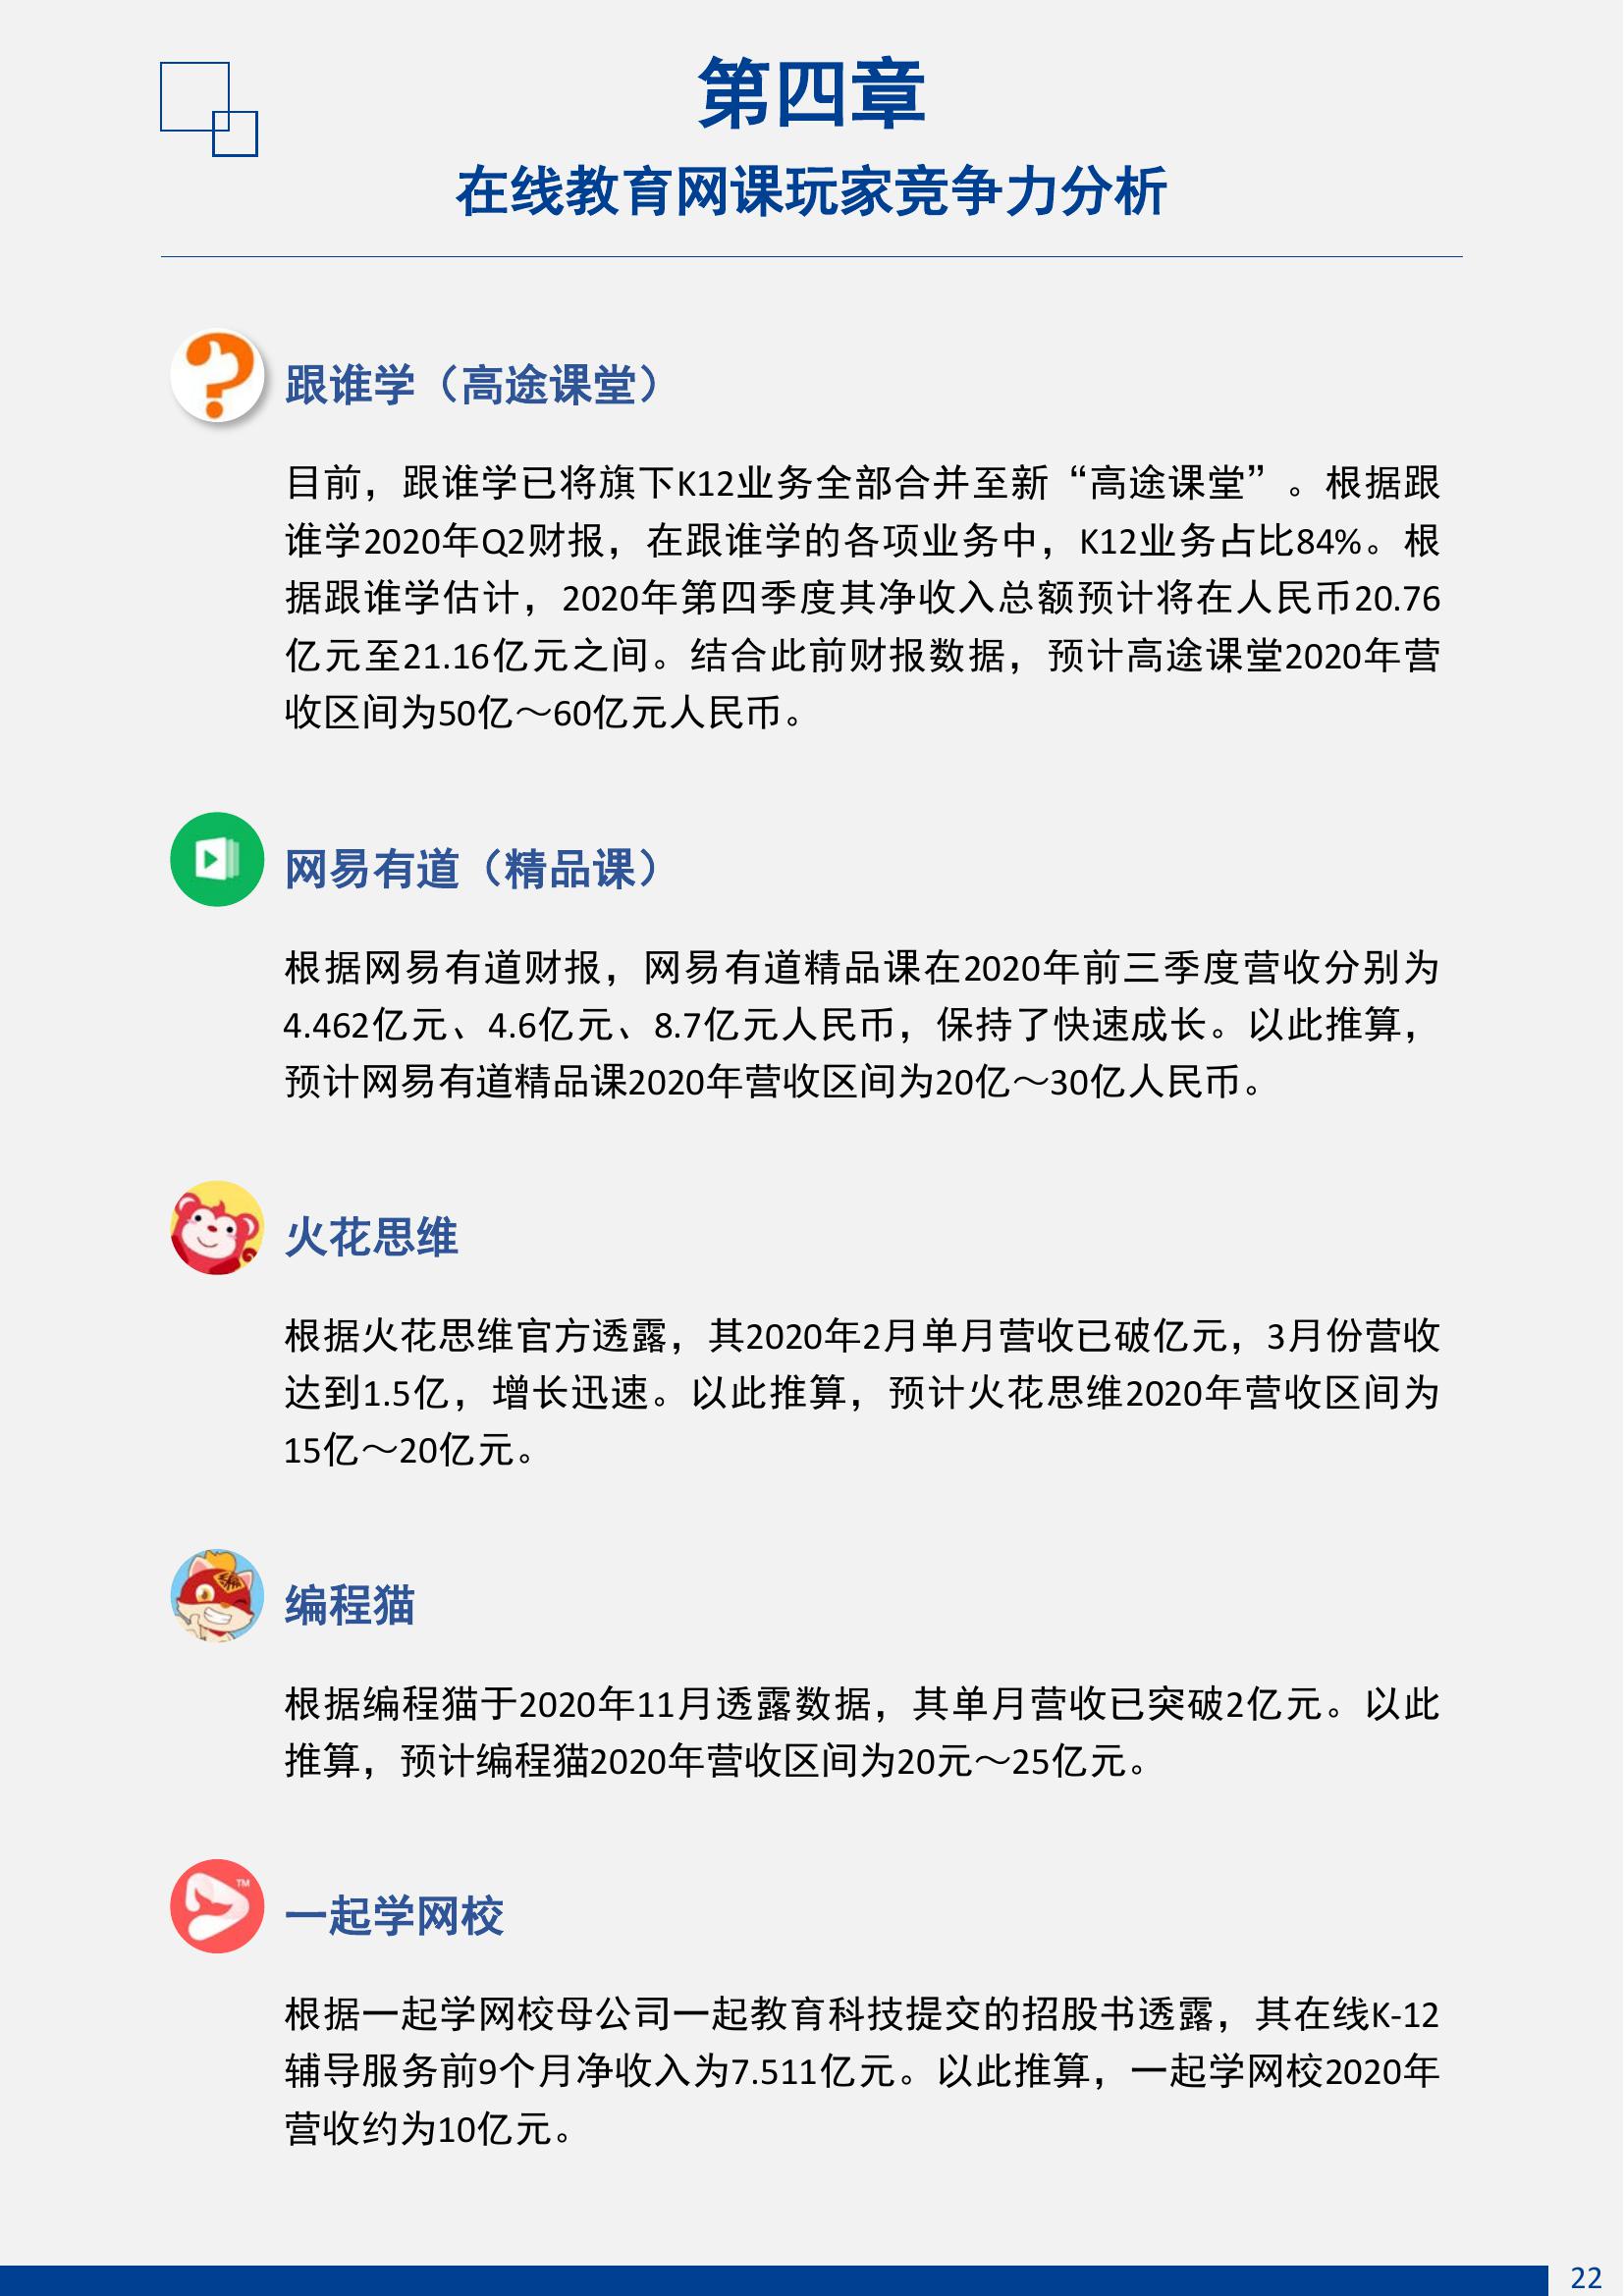 第四章
在线教育网课玩家竞争力分析
跟谁学（高途课堂）
目前，跟谁学已将旗下K12业务全部合并至新“高途课堂”。根据跟
谁学2020年Q2财报，在跟谁学的各项业务中，K12业务占比84%。根
据跟谁学估计，2020年第四季度其净收入总额预计将在人民币20.76
亿元至21.16亿元之间。结合此前财报数据，预计高途课堂2020年营
收区间为50亿～60亿元人民币。
网易有道（精品课）
根据网易有道财报，网易有道精品课在2020年前三季度营收分别为
4.462亿元、4.6亿元、8.7亿元人民币，保持了快速成长。以此推算，
预计网易有道精品课2020年营收区间为20亿～30亿人民币。
火花思维
根据火花思维官方透露，其2020年2月单月营收已破亿元，3月份营收
达到1.5亿，增长迅速。以此推算，预计火花思维2020年营收区间为
15亿～20亿元。
编程猫
根据编程猫于2020年11月透露数据，其单月营收已突破2亿元。以此
推算，预计编程猫2020年营收区间为20元～25亿元。
TM
一起学网校
根据一起学网校母公司一起教育科技提交的招股书透露，其在线K-12
辅导服务前9个月净收入为7.511亿元。以此推算，一起学网校2020年
营收约为10亿元。
22